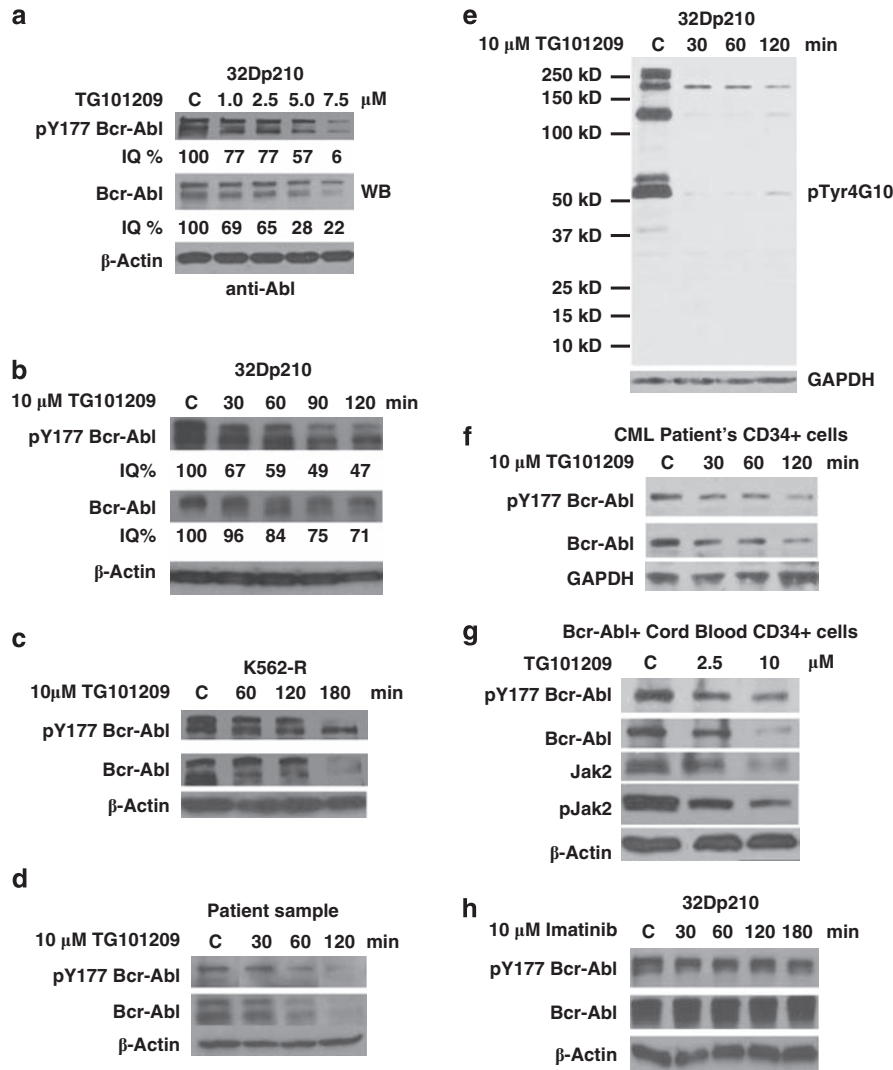 a
32Dp210
TG101209 C 1.0 2.5 5.0 7.5 μM
pY177 Bcr-Abl
IQ % 100 77 77 57 6
Bcr-Abl WB
IQ % 100 69 65 28 22
β-Actin
anti-Abl
b
32Dp210
10 μM TG101209 C 30 60 90 120 min
pY177 Bcr-Abl
IQ% 100 67 59 49 47
Bcr-Abl
IQ% 100 96 84 75 71
β-Actin
c
K562-R
10μM TG101209 C 60 120 180 min
pY177 Bcr-Abl
Bcr-Abl
β-Actin
d
Patient sample
10 μM TG101209 C 30 60 120 min
pY177 Bcr-Abl
Bcr-Abl
β-Actin
e
32Dp210
10 μM TG101209 C 30 60 120 min
250 kD
150 kD
100 kD
50 kD pTyr4G10
37 kD
25 kD
15 kD
10 kD
GAPDH
f
CML Patient's CD34+ cells
10 μM TG101209 C 30 60 120 min
pY177 Bcr-Abl
Bcr-Abl
GAPDH
g
Bcr-Abl+ Cord Blood CD34+ cells
TG101209 C 2.5 10 μM
pY177 Bcr-Abl
Bcr-Abl
Jak2
pJak2
β-Actin
h
32Dp210
10 μM Imatinib C 30 60 120 180 min
pY177 Bcr-Abl
Bcr-Abl
β-Actin